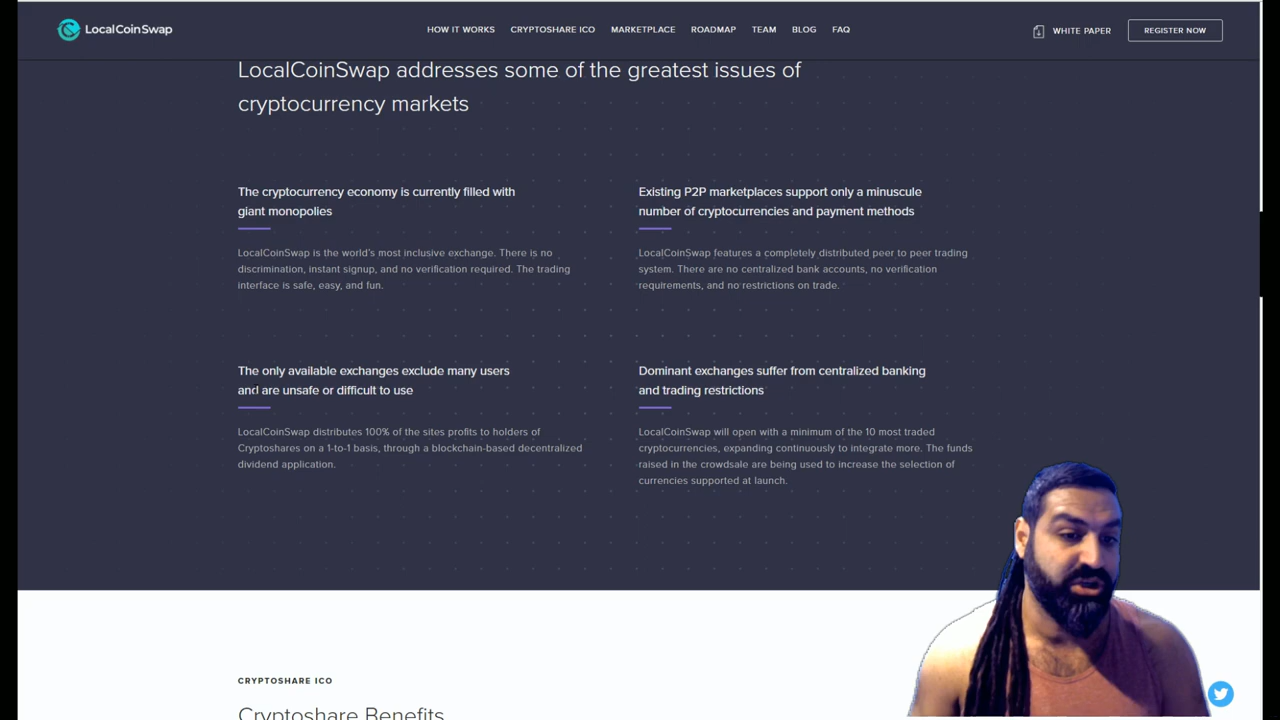 LocalCoinSwap
HOW IT WORKS
CRYPTOSHARE ICO
MARKETPLACE
ROADMAP
TEAM
BLOG
FAQ
WHITE PAPER
REGISTER NOW
LocalCoinSwap addresses some of the greatest issues of
cryptocurrency markets
The cryptocurrency economy is currently filled with
giant monopolies
LocalCoinSwap is the world's most inclusive exchange. There is no
discrimination, instant signup, and no verification required. The trading
interface is safe, easy, and fun.
Existing P2P marketplaces support only a minuscule
number of cryptocurrencies and payment methods
LocalCoinSwap features a completely distributed peer to peer trading
system. There are no centralized bank accounts, no verification
requirements, and no restrictions on trade.
The only available exchanges exclude many users
and are unsafe or difficult to use
LocalCoinSwap distributes 100% of the sites profits to holders of
Cryptoshares on a 1-to-1 basis, through a blockchain-based decentralized
dividend application.
Dominant exchanges suffer from centralized banking
and trading restrictions
LocalCoinSwap will open with a minimum of the 10 most traded
cryptocurrencies, expanding continuously to integrate more. The funds
raised in the crowdsale are being used to increase the selection of
currencies supported at launch.
CRYPTOSHARE ICO
Cryptoshare Benefits